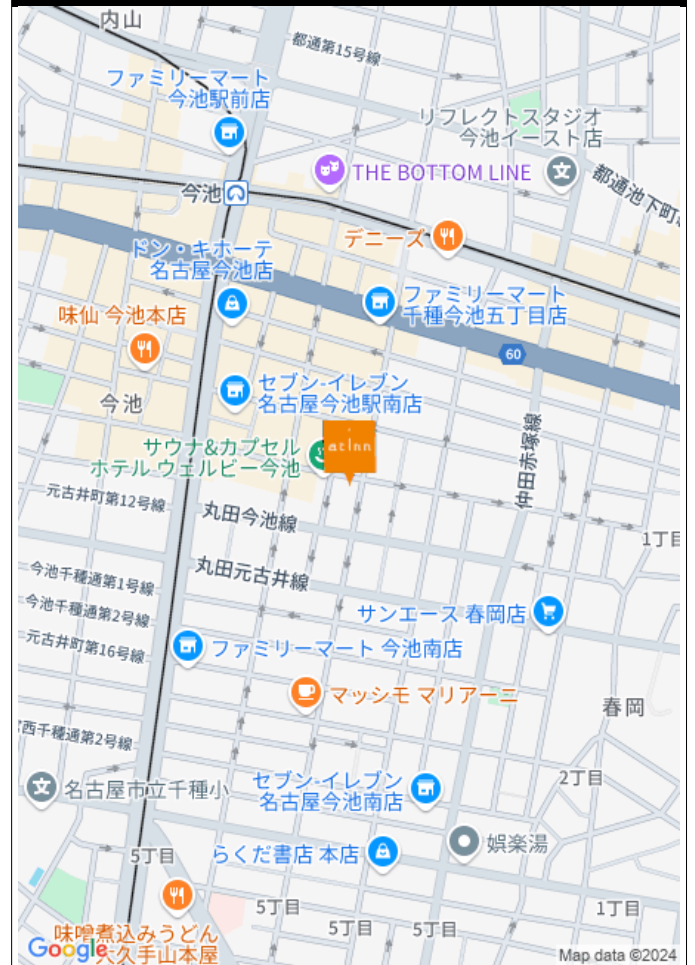 内山
都通第15号線
ファミリーマート
今池駅前店
リフレクトスタジオ
今池イースト店
THE BOTTOM LINE
今池
デニーズ
ドン・キホーテ
名古屋今池店
ファミリーマート
千種今池五丁目店
味仙 今池本店
60
セブン-イレブン
名古屋今池駅南店
今池
atinn
サウナ&カプセル
ホテル ウェルビー今池
仲田赤塚線
元古井町第12号線
丸田今池線
丸田元古井線
今池千種通第1号線
サンエース 春岡店
今池千種通第2号線
元古井町第16号線
ファミリーマート 今池南店
マッシモ マリアーニ
春岡
西千種通第2号線
2丁目
セブン-イレブン
名古屋今池南店
名古屋市立千種小
娯楽湯
らくだ書店 本店
5丁目
5丁目
1丁目
5丁目
5丁目
味噌煮込みうどん
大久手山本屋
Google
Map data ©2024